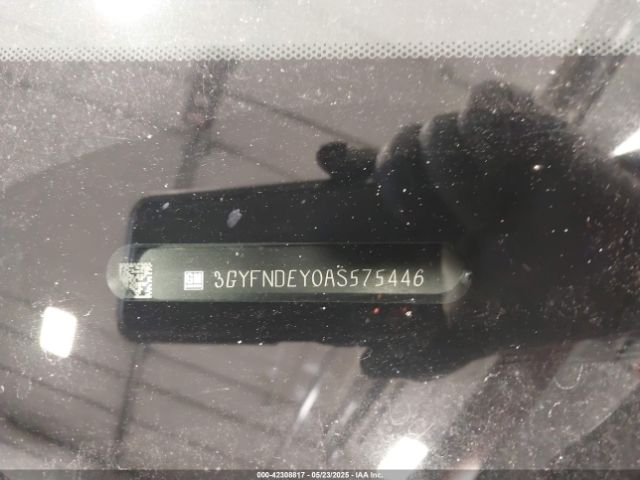 GM 3GYFNDEY0AS575446
000-42308817 - 05/23/2025 - IAA Inc.